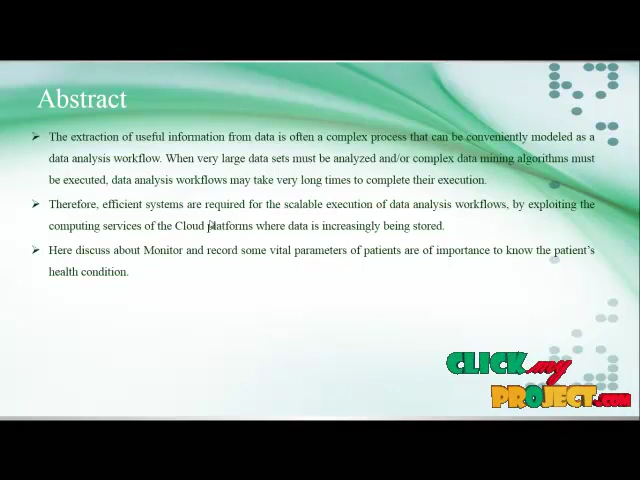 Abstract
➢ The extraction of useful information from data is often a complex process that can be conveniently modeled as a
data analysis workflow. When very large data sets must be analyzed and/or complex data mining algorithms must
be executed, data analysis workflows may take very long times to complete their execution.
➢ Therefore, efficient systems are required for the scalable execution of data analysis workflows, by exploiting the
computing services of the Cloud platforms where data is increasingly being stored.
➢ Here discuss about Monitor and record some vital parameters of patients are of importance to know the patient's
health condition.
CLICK my
PROJECT.COM